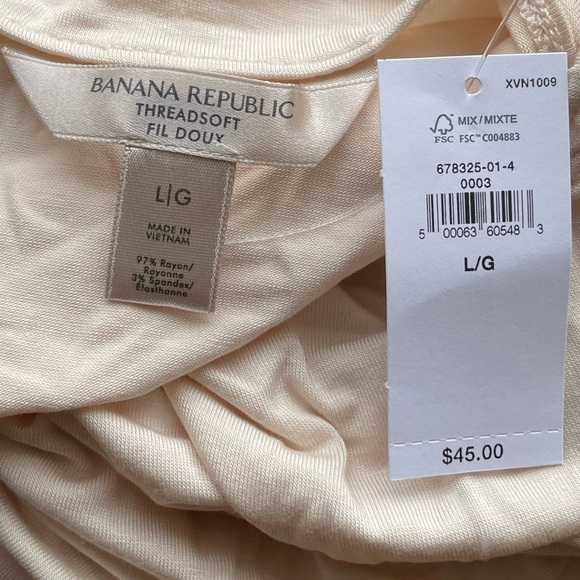 BANANA REPUBLIC
THREADSOFT
FIL DOUX
L|G
MADE IN
VIETNAM
97% Rayon/
Rayonne
3% Spandex/
Élasthanne
XVN1009
MIX/MIXTE
FSC FSC™ C004883
678325-01-4
0003
5 00063 60548 3
L/G
$45.00